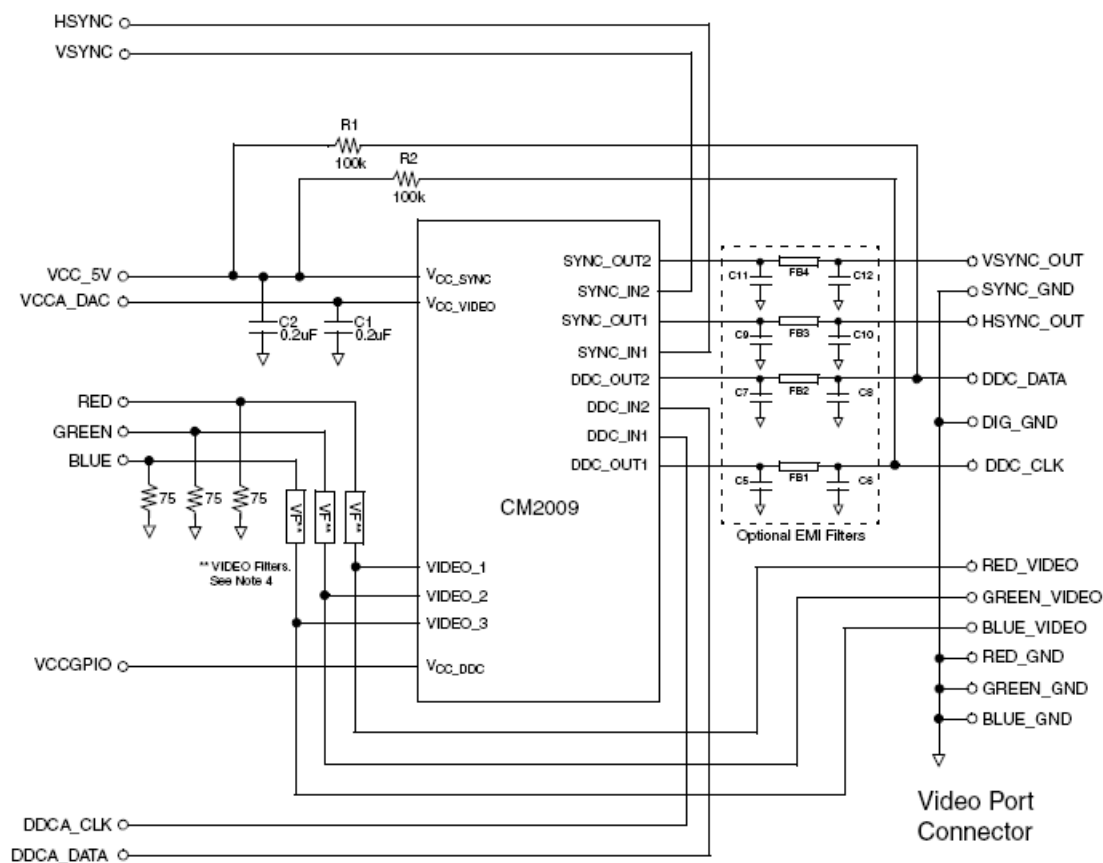 HSYNC
VSYNC
R1
100k
R2
100k
VCC_5V
VCCA_DAC
C2
0.2uF
C1
0.2uF
VCC_SYNC
VCC_VIDEO
RED
GREEN
BLUE
75
75
75
VF**
VF**
VF**
** VIDEO Filters.
See Note 4
VIDEO_1
VIDEO_2
VIDEO_3
VCCGPIO
VCC_DDC
CM2009
SYNC_OUT2
SYNC_IN2
SYNC_OUT1
SYNC_IN1
DDC_OUT2
DDC_IN2
DDC_IN1
DDC_OUT1
C11
FB4
C12
C9
FB3
C10
C7
FB2
C8
C5
FB1
C6
Optional EMI Filters
VSYNC_OUT
SYNC_GND
HSYNC_OUT
DDC_DATA
DIG_GND
DDC_CLK
RED_VIDEO
GREEN_VIDEO
BLUE_VIDEO
RED_GND
GREEN_GND
BLUE_GND
Video Port
Connector
DDCA_CLK
DDCA_DATA